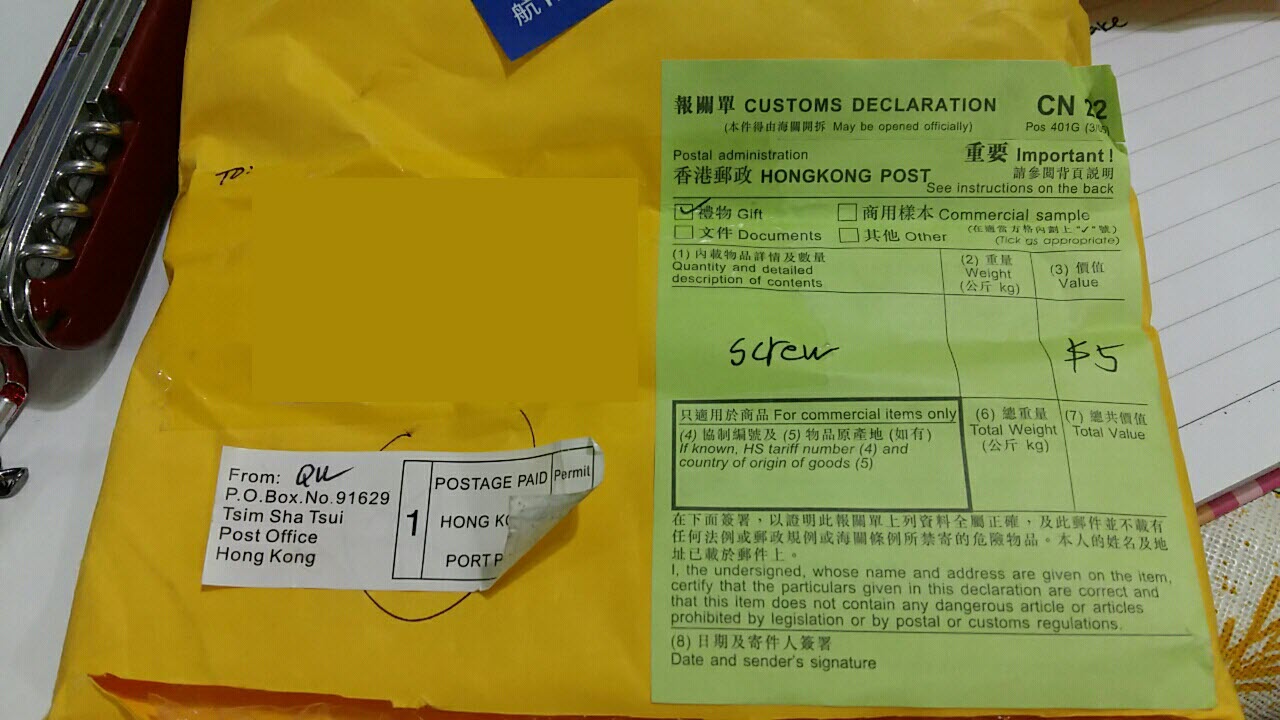 航
TO:
From: QW
P.O.Box.No.91629
Tsim Sha Tsui
Post Office
Hong Kong
1
POSTAGE PAID
Permit
HONG
PORT
報關單 CUSTOMS DECLARATION
CN 22
(本件得由海關開拆 May be opened officially)
Pos 401G
Postal administration
重要 Important!
香港郵政 HONGKONG POST
請參閱背頁説明
See instructions on the back
禮物 Gift
商用樣本 Commercial sample
文件 Documents
其他 Other
(在適當方格內劃上 "✓" 號)
(Tick as appropriate)
(1) 內載物品詳情及數量
Quantity and detailed
description of contents
(2) 重量
Weight
(公斤 kg)
(3) 價值
Value
screw
$5
只適用於商品 For commercial items only
(4) 協制編號及 (5) 物品原產地 (如有)
If known, HS tariff number (4) and
country of origin of goods (5)
(6) 總重量
Total Weight
(公斤 kg)
(7) 總共價值
Total Value
在下面簽署，以證明此報關單上列資料全屬正確，及此郵件並不載有
任何法例或郵政規例或海關條例所禁寄的危險物品。本人的姓名及地
址已載於郵件上。
I, the undersigned, whose name and address are given on the item,
certify that the particulars given in this declaration are correct and
that this item does not contain any dangerous article or articles
prohibited by legislation or by postal or customs regulations.
(8) 日期及寄件人簽署
Date and sender's signature